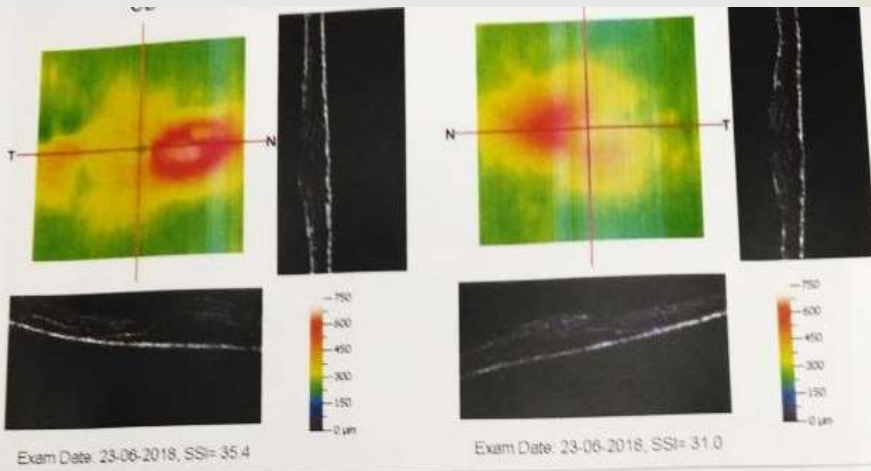 T
N
N
T
750
600
450
300
150
0 µm
750
600
450
300
150
0 µm
Exam Date: 23-06-2018, SSI= 35.4
Exam Date: 23-06-2018, SSI= 31.0